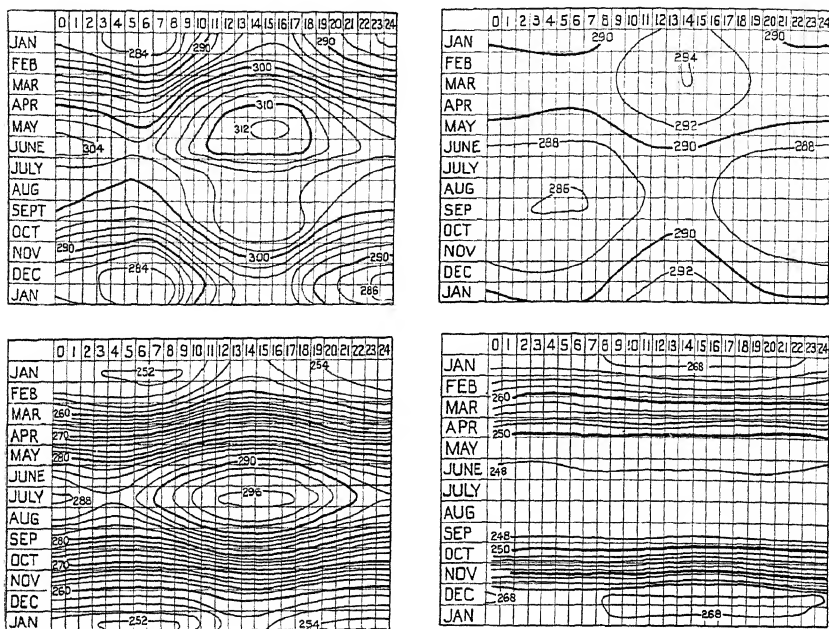 0 1 2 3 4 5 6 7 8 9 10 11 12 13 14 15 16 17 18 19 20 21 22 23 24
JAN 284 290 290
FEB
MAR 300
APR 310
MAY 312
JUNE 304
JULY
AUG
SEPT
OCT
NOV 290 300 290
DEC 284
JAN 286
0 1 2 3 4 5 6 7 8 9 10 11 12 13 14 15 16 17 18 19 20 21 22 23 24
JAN 290 290
FEB 294
MAR
APR
MAY 292
JUNE 288 290 288
JULY
AUG 286
SEP
OCT
NOV 290
DEC 292
JAN
0 1 2 3 4 5 6 7 8 9 10 11 12 13 14 15 16 17 18 19 20 21 22 23 24
JAN 252 254
FEB
MAR 260
APR 270
MAY 280
JUNE 290
JULY 288 296
AUG
SEP 280
OCT 270
NOV 260
DEC
JAN 252 254
0 1 2 3 4 5 6 7 8 9 10 11 12 13 14 15 16 17 18 19 20 21 22 23 24
JAN 268
FEB 260
MAR
APR 250
MAY
JUNE 248
JULY
AUG
SEP 248
OCT 250
NOV
DEC 268
JAN 268